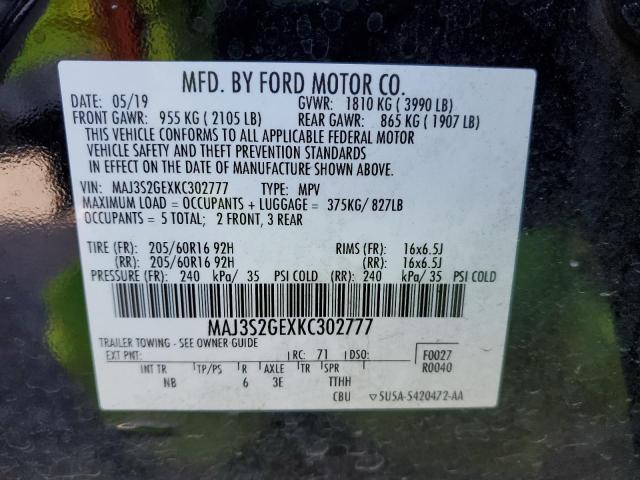 MFD. BY FORD MOTOR CO.
DATE: 05/19 GVWR: 1810 KG ( 3990 LB)
FRONT GAWR: 955 KG ( 2105 LB) REAR GAWR: 865 KG ( 1907 LB)
THIS VEHICLE CONFORMS TO ALL APPLICABLE FEDERAL MOTOR
VEHICLE SAFETY AND THEFT PREVENTION STANDARDS
IN EFFECT ON THE DATE OF MANUFACTURE SHOWN ABOVE.
VIN: MAJ3S2GEXKC302777 TYPE: MPV
MAXIMUM LOAD = OCCUPANTS + LUGGAGE = 375KG/ 827LB
OCCUPANTS = 5 TOTAL; 2 FRONT, 3 REAR
TIRE (FR): 205/60R16 92H RIMS (FR): 16x6.5J
(RR): 205/60R16 92H (RR): 16x6.5J
PRESSURE (FR): 240 kPa/ 35 PSI COLD (RR): 240 kPa/ 35 PSI COLD
MAJ3S2GEXKC302777
TRAILER TOWING - SEE OWNER GUIDE
EXT PNT: RC: 71 DSO: F0027
INT TR TP/PS R AXLE TR SPR R0040
NB 6 3E TTHH
CBU ▽5U5A-5420472-AA